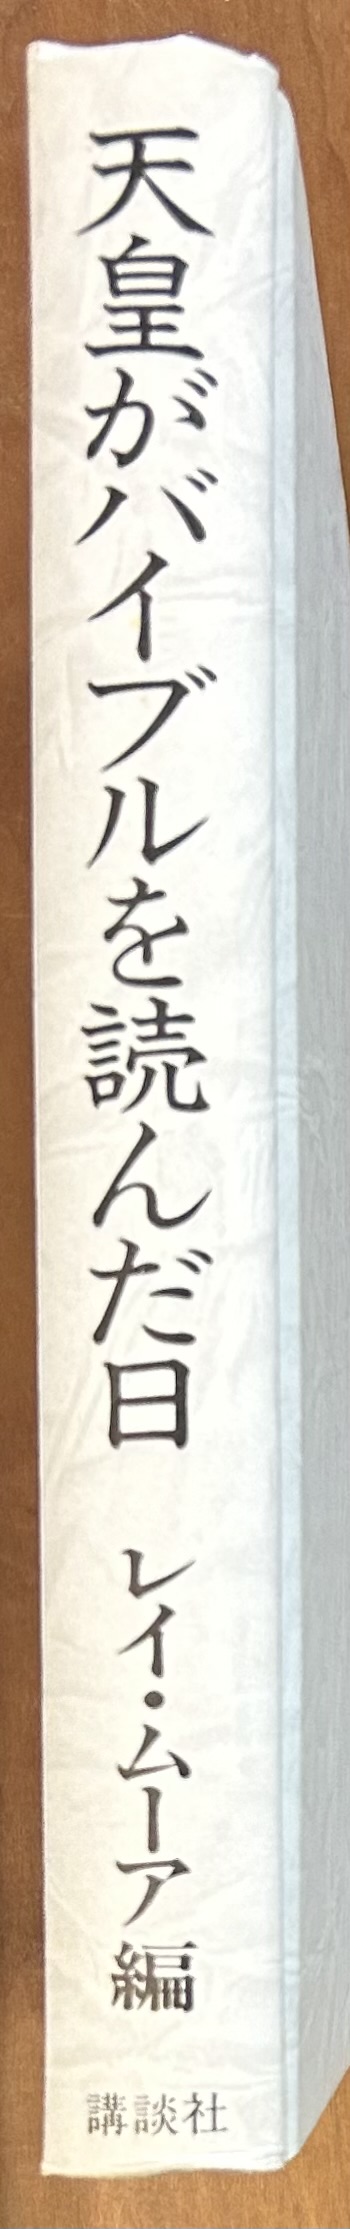 天皇がバイブルを読んだ日
レイ・ムーア編
講談社